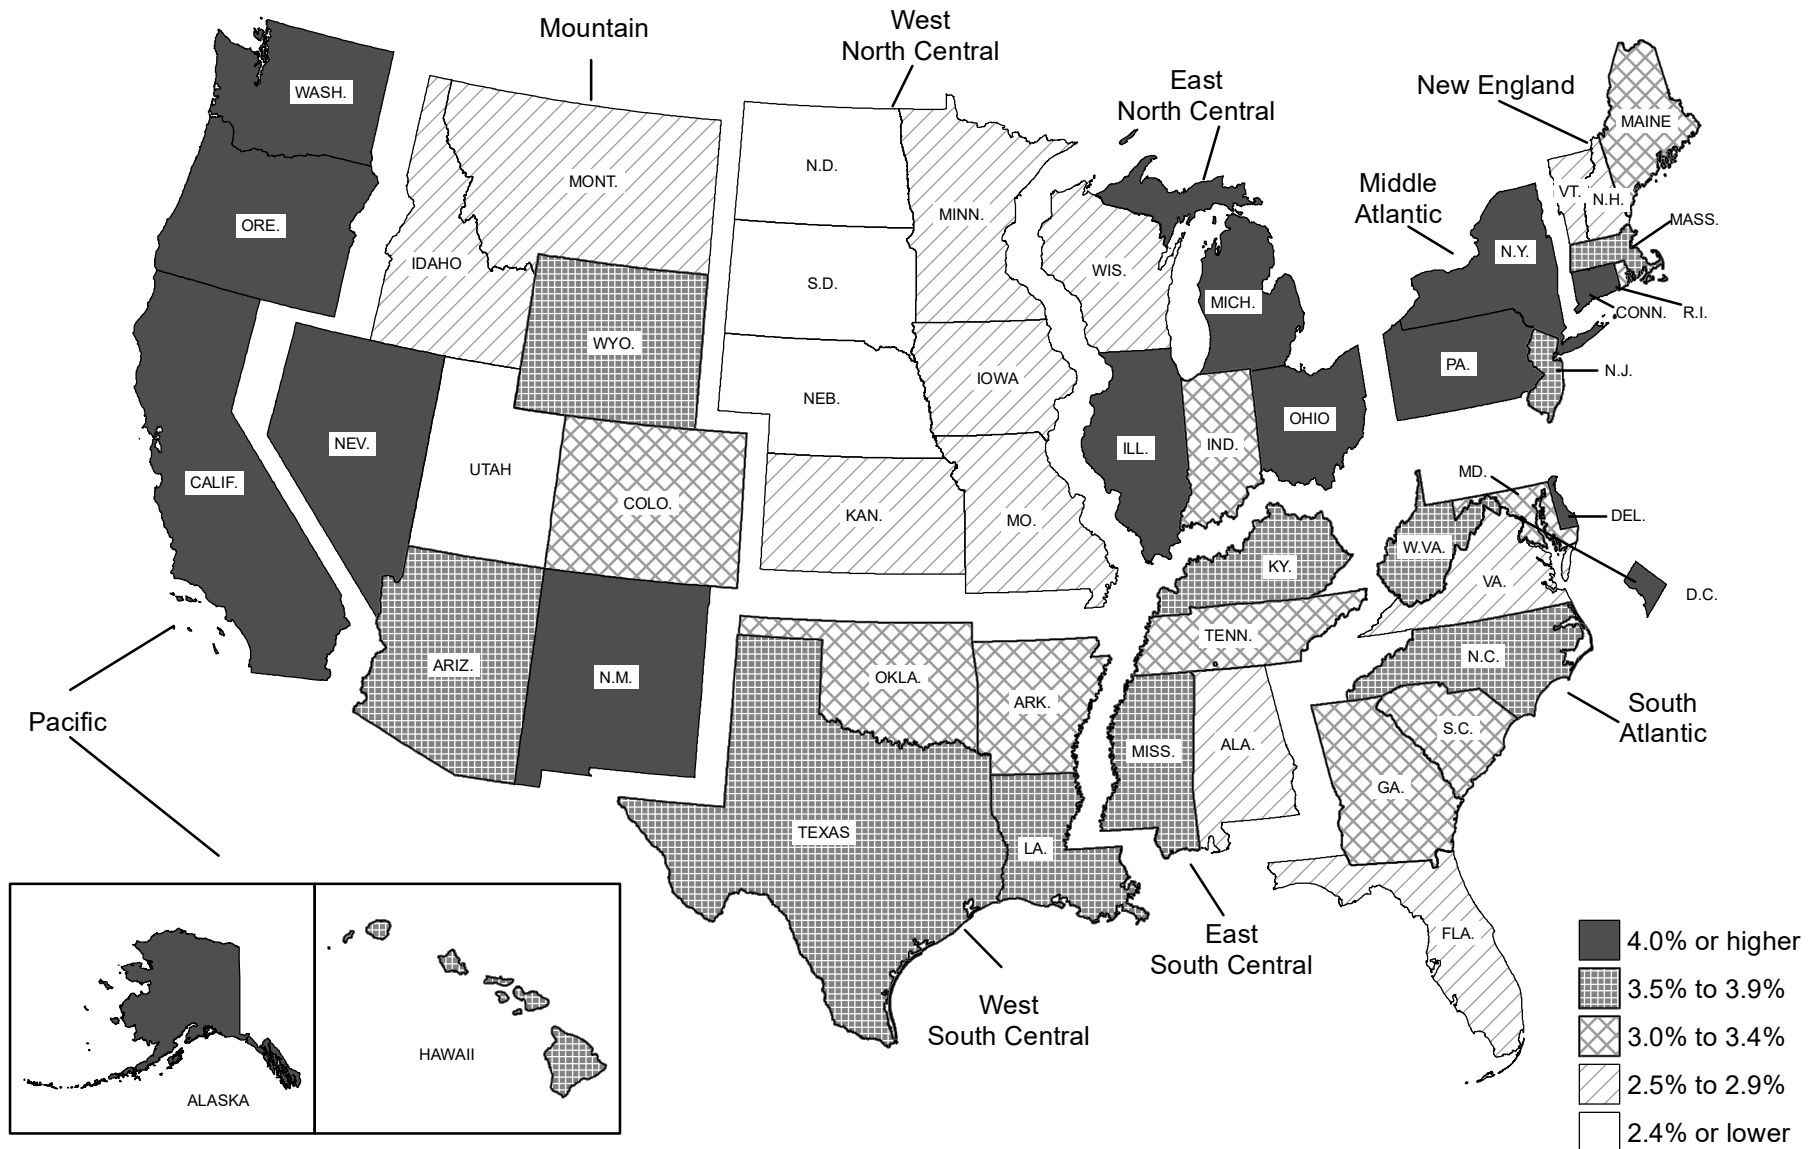 Mountain
West
North Central
East
North Central
New England
Middle
Atlantic
WASH.
ORE.
CALIF.
NEV.
IDAHO
MONT.
WYO.
UTAH
COLO.
ARIZ.
N.M.
N.D.
S.D.
NEB.
KAN.
MINN.
IOWA
MO.
WIS.
MICH.
ILL.
IND.
OHIO
MAINE
VT.
N.H.
MASS.
CONN.
R.I.
N.Y.
PA.
N.J.
MD.
DEL.
W.VA.
VA.
D.C.
N.C.
S.C.
GA.
FLA.
KY.
TENN.
MISS.
ALA.
OKLA.
ARK.
TEXAS
LA.
South
Atlantic
Pacific
East
South Central
West
South Central
ALASKA
HAWAII
4.0% or higher
3.5% to 3.9%
3.0% to 3.4%
2.5% to 2.9%
2.4% or lower